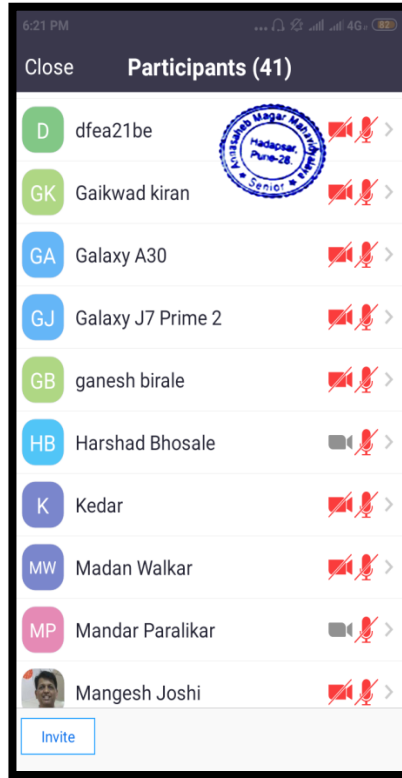 6:21 PM ... 4G 82
Close Participants (41)
D dfea21be
Annasaheb Magar Mahavidyalaya
Hadapsar,
Pune-28.
★ Senior ★
GK Gaikwad kiran
GA Galaxy A30
GJ Galaxy J7 Prime 2
GB ganesh birale
HB Harshad Bhosale
K Kedar
MW Madan Walkar
MP Mandar Paralikar
Mangesh Joshi
Invite